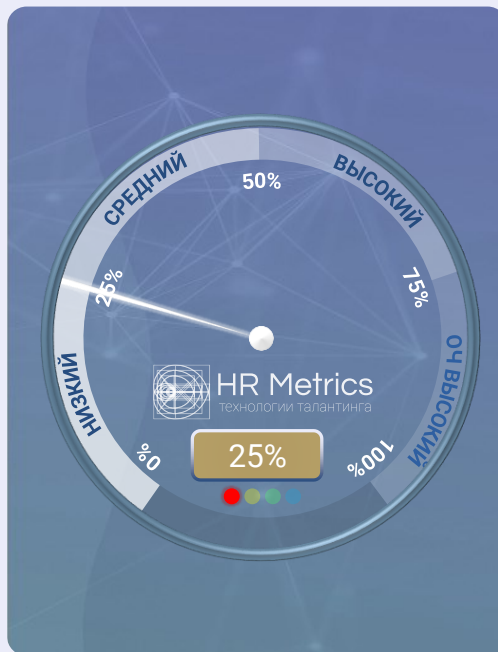 СРЕДНИЙ
ВЫСОКИЙ
50%
25%
75%
НИЗКИЙ
ОЧ ВЫСОКИЙ
HR Metrics
технологии талантинга
0%
100%
25%